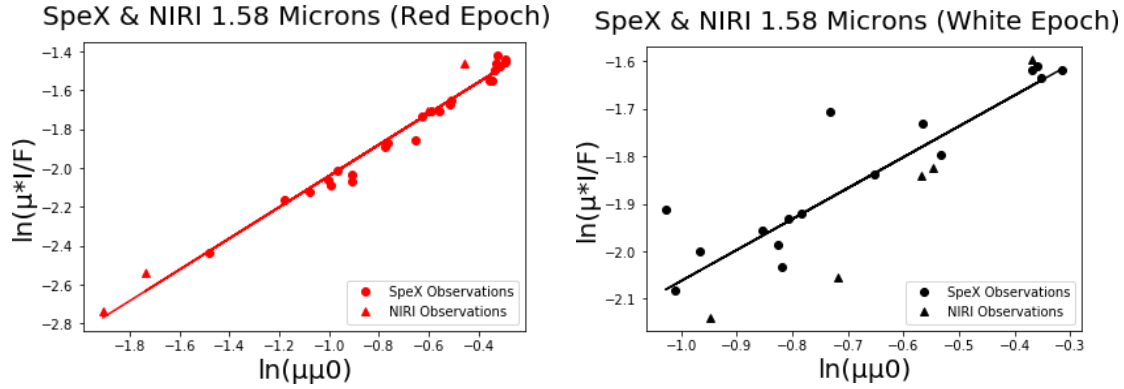 SpeX & NIRI 1.58 Microns (Red Epoch)
ln(μ*I/F)
−1.4
−1.6
−1.8
−2.0
−2.2
−2.4
−2.6
−2.8
SpeX Observations
NIRI Observations
−1.8 −1.6 −1.4 −1.2 −1.0 −0.8 −0.6 −0.4
ln(μμ0)
SpeX & NIRI 1.58 Microns (White Epoch)
ln(μ*I/F)
−1.6
−1.7
−1.8
−1.9
−2.0
−2.1
SpeX Observations
NIRI Observations
−1.0 −0.9 −0.8 −0.7 −0.6 −0.5 −0.4 −0.3
ln(μμ0)